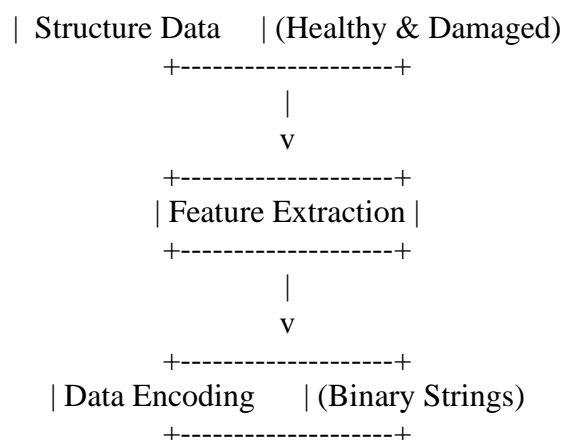 | Structure Data | (Healthy & Damaged)
+--------------------+
|
v
+--------------------+
| Feature Extraction |
+--------------------+
|
v
+--------------------+
| Data Encoding | (Binary Strings)
+--------------------+